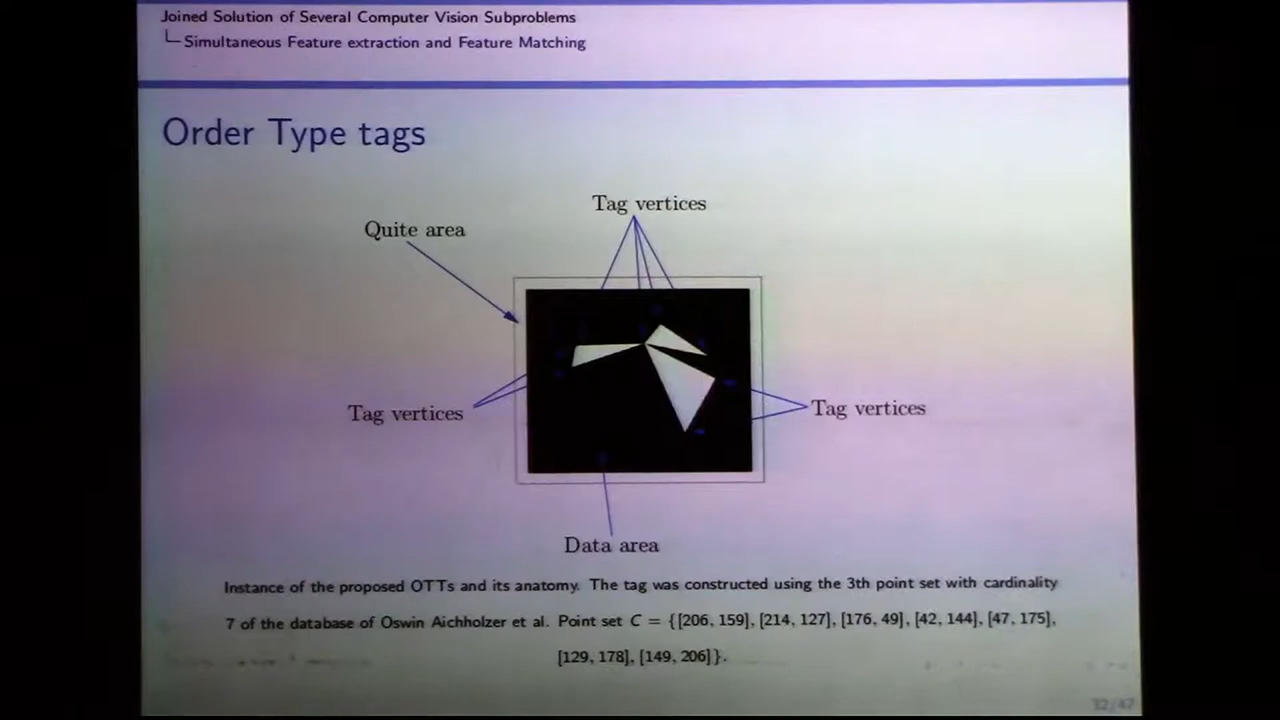 Joined Solution of Several Computer Vision Subproblems
Simultaneous Feature extraction and Feature Matching
Order Type tags
Tag vertices
Quite area
Tag vertices
Tag vertices
Data area
Instance of the proposed OTTs and its anatomy. The tag was constructed using the 3th point set with cardinality
7 of the database of Oswin Aichholzer et al. Point set C = {[206, 159], [214, 127], [176, 49], [42, 144], [47, 175],
[129, 178], [149, 206]}.
32/47